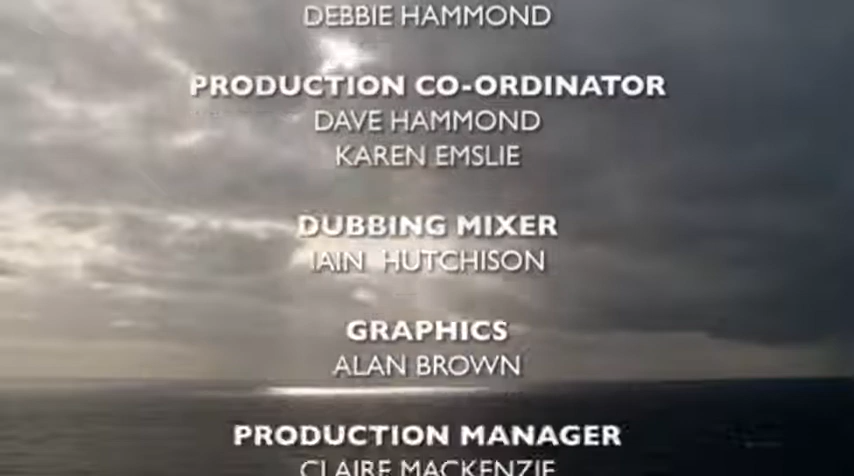 DEBBIE HAMMOND
PRODUCTION CO-ORDINATOR
DAVE HAMMOND
KAREN EMSLIE
DUBBING MIXER
IAIN HUTCHISON
GRAPHICS
ALAN BROWN
PRODUCTION MANAGER
CLAIRE MACKENZIE